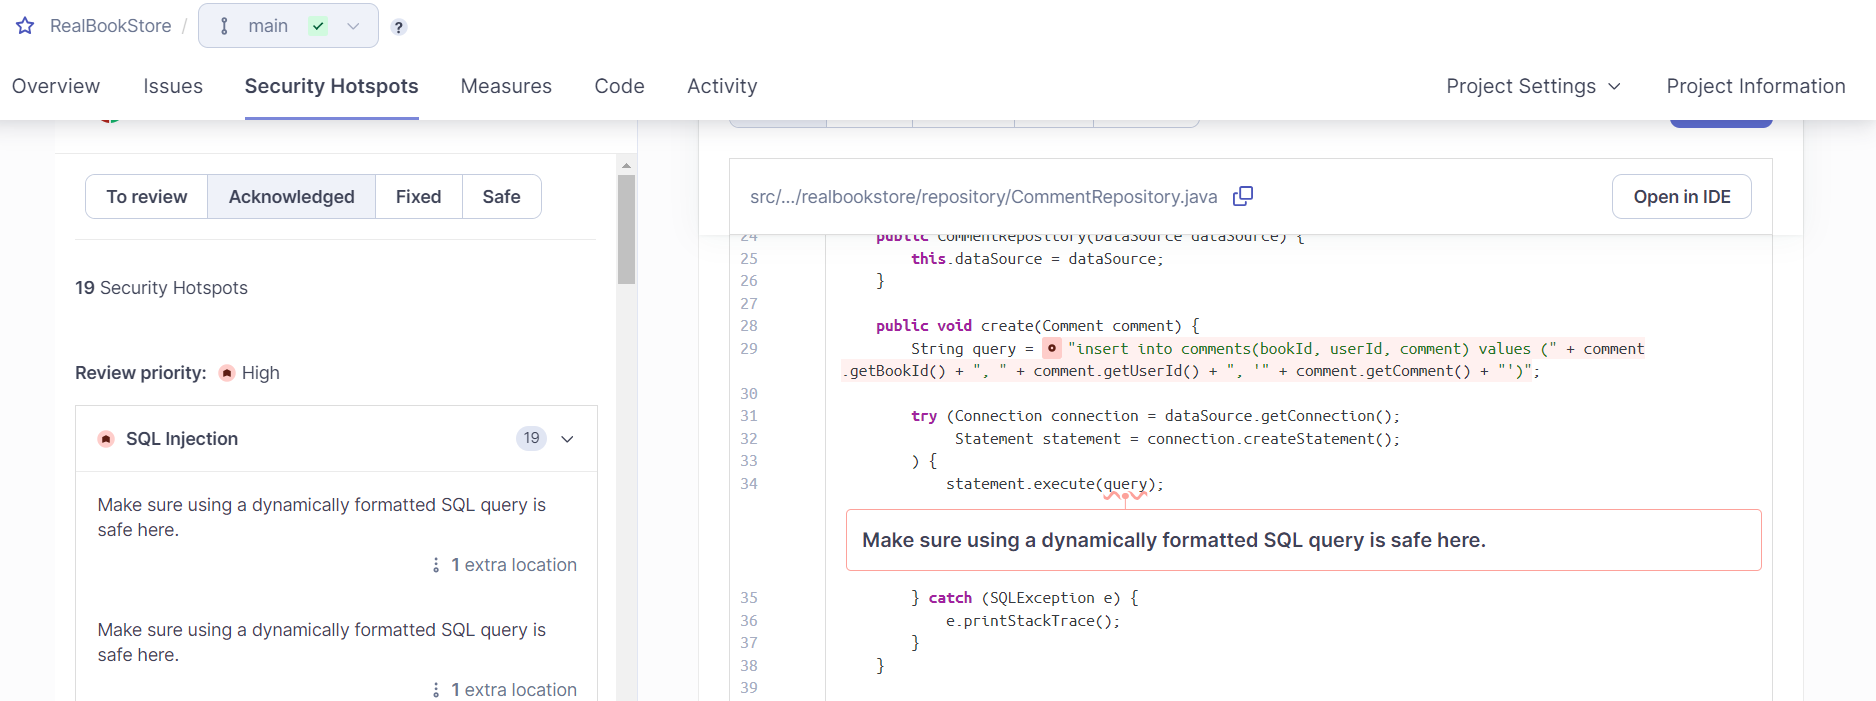 RealBookStore / main ?
Overview Issues Security Hotspots Measures Code Activity Project Settings Project Information
To review Acknowledged Fixed Safe
19 Security Hotspots
Review priority: High
SQL Injection 19
Make sure using a dynamically formatted SQL query is
safe here.
1 extra location
Make sure using a dynamically formatted SQL query is
safe here.
1 extra location
src/.../realbookstore/repository/CommentRepository.java Open in IDE
24 public CommentRepository(DataSource dataSource) {
25 this.dataSource = dataSource;
26 }
27
28 public void create(Comment comment) {
29 String query = "insert into comments(bookId, userId, comment) values (" + comment
.getBookId() + ", " + comment.getUserId() + ", '" + comment.getComment() + "')";
30
31 try (Connection connection = dataSource.getConnection();
32 Statement statement = connection.createStatement();
33 ) {
34 statement.execute(query);
Make sure using a dynamically formatted SQL query is safe here.
35 } catch (SQLException e) {
36 e.printStackTrace();
37 }
38 }
39